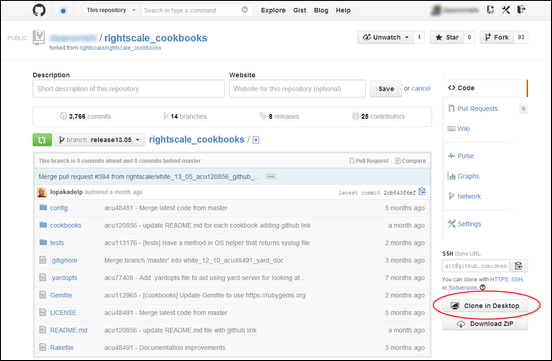 This repository Search or type a command Explore Gist Blog Help
PUBLIC / rightscale_cookbooks Unwatch 1 Star 0 Fork 93
forked from rightscale/rightscale_cookbooks
Description Website
Short description of this repository Website for this repository (optional) Save or cancel
3,766 commits 14 branches 8 releases 25 contributors
branch: release13.05 rightscale_cookbooks /
This branch is 0 commits ahead and 0 commits behind master Pull Request Compare
Merge pull request #394 from rightscale/white_13_05_acu120856_github_...
lopakadelp authored a month ago latest commit 2cb843f6ef
config acu48491 - Merge latest code from master 5 months ago
cookbooks acu120856 - update README.md for each cookbook adding github link a month ago
tests acu113176 - [tests] Have a method in OS helper that returns syslog file 2 months ago
.gitignore Merge branch 'master' into white_12_10_acu48491_yard_doc 5 months ago
.yardopts acu77408 - Add .yardopts file to aid using yard server for looking at... 7 months ago
Gemfile acu112965 - [cookbooks] Update Gemfile to use https://rubygems.org 2 months ago
LICENSE acu48491 - Merge latest code from master 5 months ago
README.md acu120856 - update README.md file with github link a month ago
Rakefile acu48491 - Documentation improvements 3 months ago
Code
Pull Requests 0
Wiki
Pulse
Graphs
Network
Settings
SSH clone URL
git@github.com:
You can clone with HTTPS, SSH,
or Subversion.
Clone in Desktop
Download ZIP